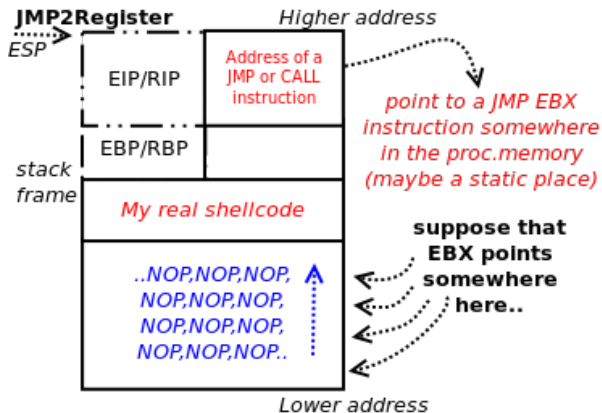 JMP2Register
Higher address
ESP
EIP/RIP
Address of a
JMP or CALL
instruction
point to a JMP EBX
instruction somewhere
in the proc.memory
(maybe a static place)
EBP/RBP
stack
frame
My real shellcode
suppose that
EBX points
somewhere
here..
..NOP,NOP,NOP,
NOP,NOP,NOP,
NOP,NOP,NOP,
NOP,NOP,NOP..
Lower address